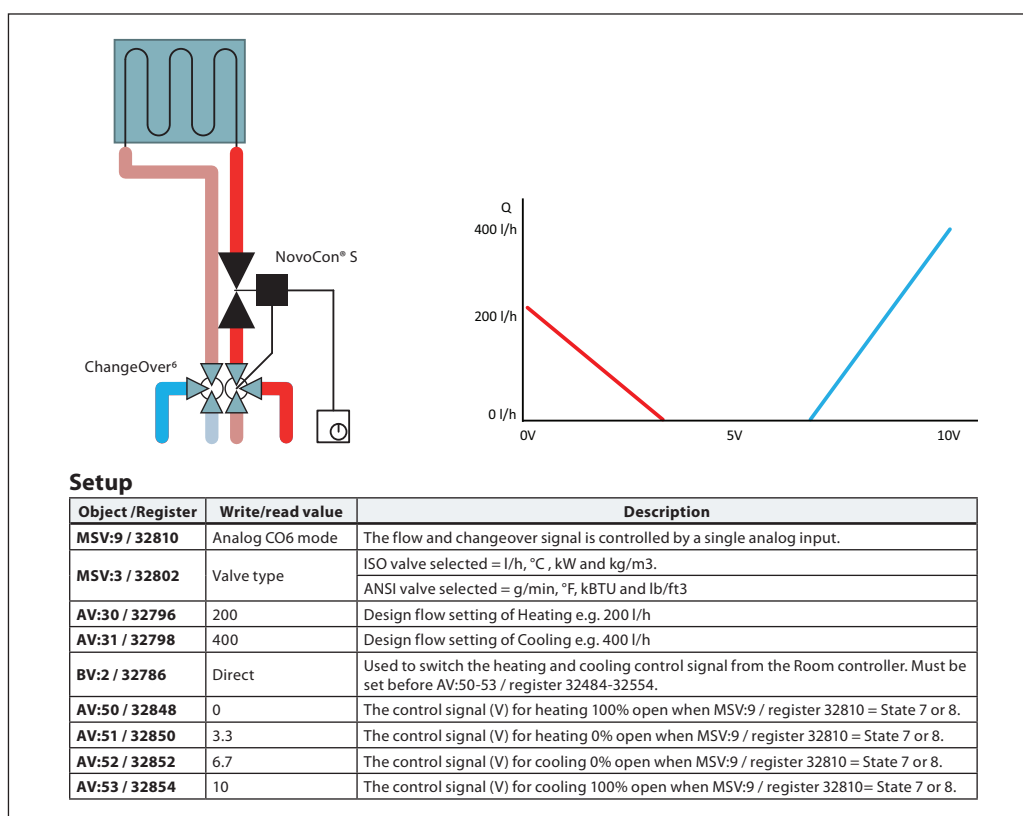 NovoCon® S
ChangeOver⁶
Q
400 l/h
200 l/h
0 l/h
0V
5V
10V
Setup
Object /Register Write/read value Description
MSV:9 / 32810 Analog CO6 mode The flow and changeover signal is controlled by a single analog input.
MSV:3 / 32802 Valve type ISO valve selected = l/h, °C , kW and kg/m3.
ANSI valve selected = g/min, °F, kBTU and lb/ft3
AV:30 / 32796 200 Design flow setting of Heating e.g. 200 l/h
AV:31 / 32798 400 Design flow setting of Cooling e.g. 400 l/h
BV:2 / 32786 Direct Used to switch the heating and cooling control signal from the Room controller. Must be
set before AV:50-53 / register 32484-32554.
AV:50 / 32848 0 The control signal (V) for heating 100% open when MSV:9 / register 32810 = State 7 or 8.
AV:51 / 32850 3.3 The control signal (V) for heating 0% open when MSV:9 / register 32810 = State 7 or 8.
AV:52 / 32852 6.7 The control signal (V) for cooling 0% open when MSV:9 / register 32810 = State 7 or 8.
AV:53 / 32854 10 The control signal (V) for cooling 100% open when MSV:9 / register 32810= State 7 or 8.